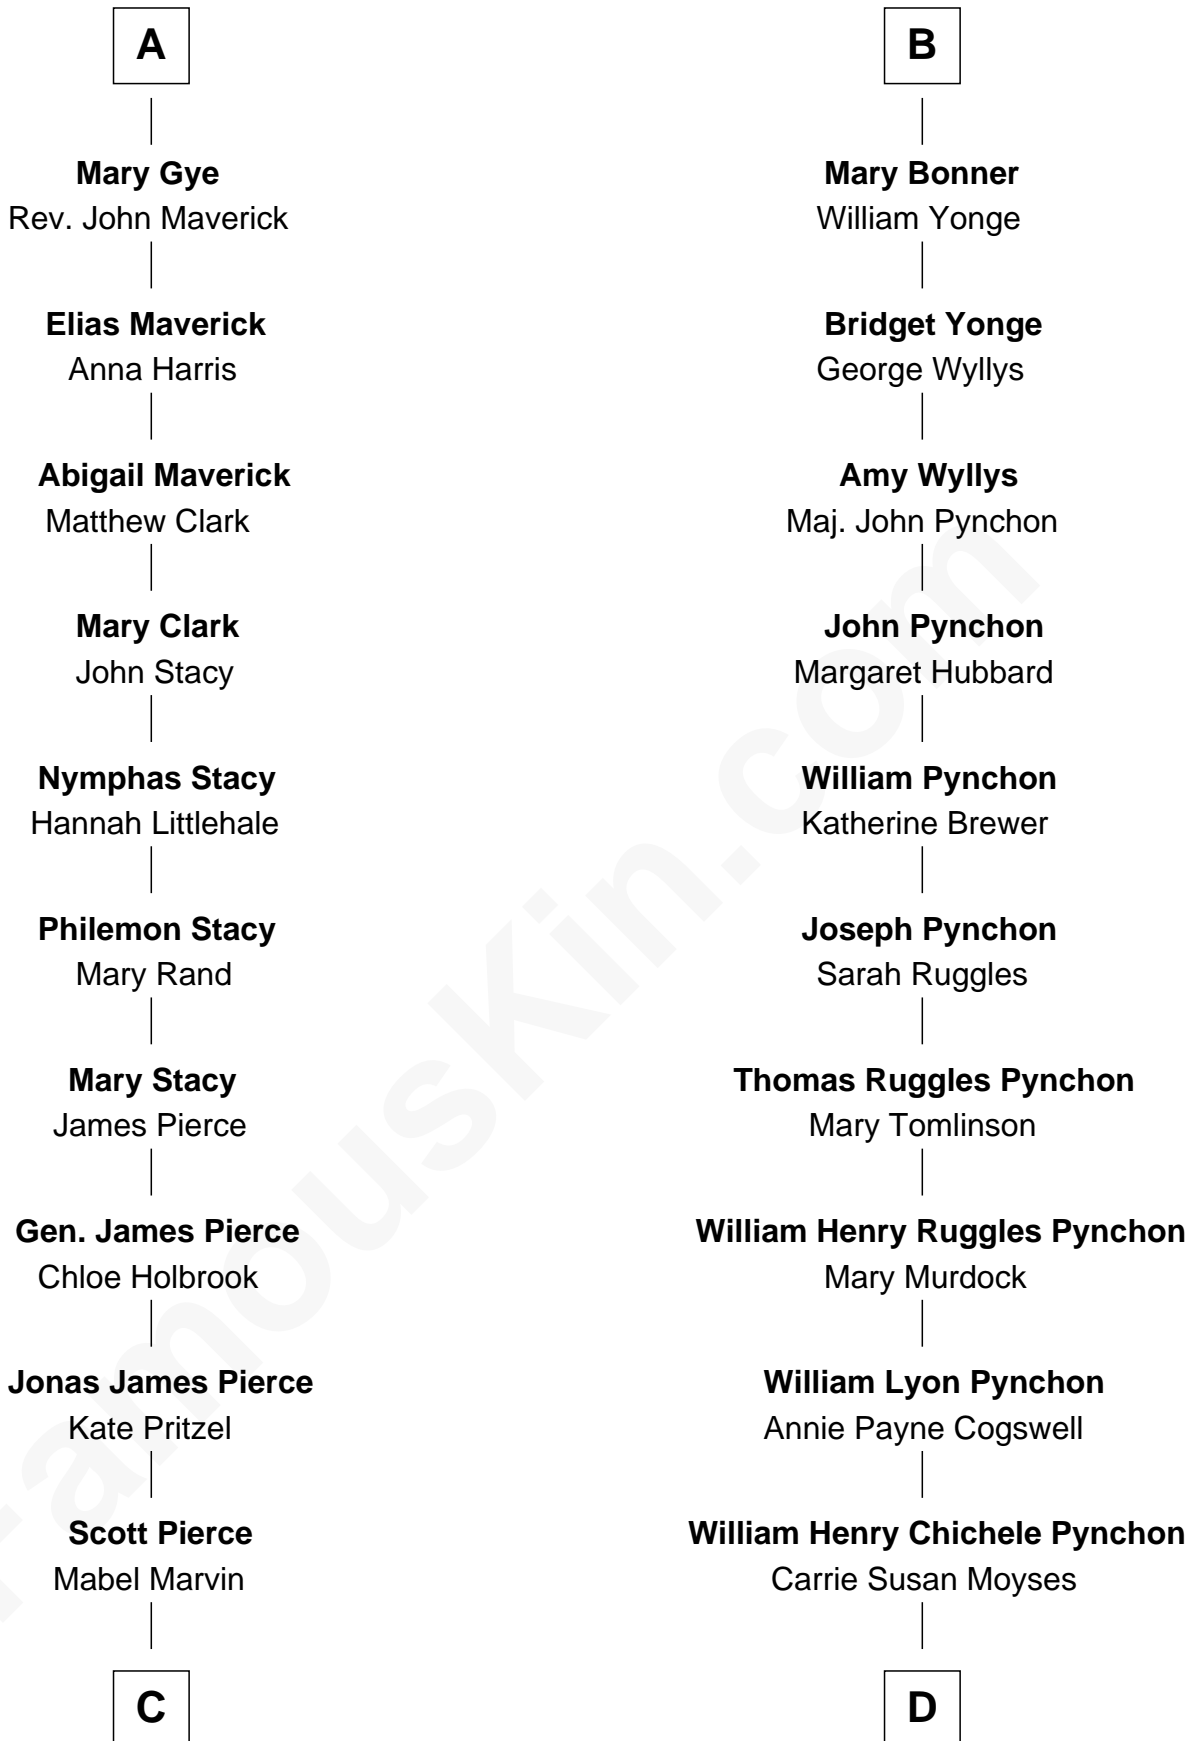 A
Mary Gye
Rev. John Maverick
Elias Maverick
Anna Harris
Abigail Maverick
Matthew Clark
Mary Clark
John Stacy
Nymphas Stacy
Hannah Littlehale
Philemon Stacy
Mary Rand
Mary Stacy
James Pierce
Gen. James Pierce
Chloe Holbrook
Jonas James Pierce
Kate Pritzel
Scott Pierce
Mabel Marvin
C
B
Mary Bonner
William Yonge
Bridget Yonge
George Wyllys
Amy Wyllys
Maj. John Pynchon
John Pynchon
Margaret Hubbard
William Pynchon
Katherine Brewer
Joseph Pynchon
Sarah Ruggles
Thomas Ruggles Pynchon
Mary Tomlinson
William Henry Ruggles Pynchon
Mary Murdock
William Lyon Pynchon
Annie Payne Cogswell
William Henry Chichele Pynchon
Carrie Susan Moyses
D
FamousKin.com